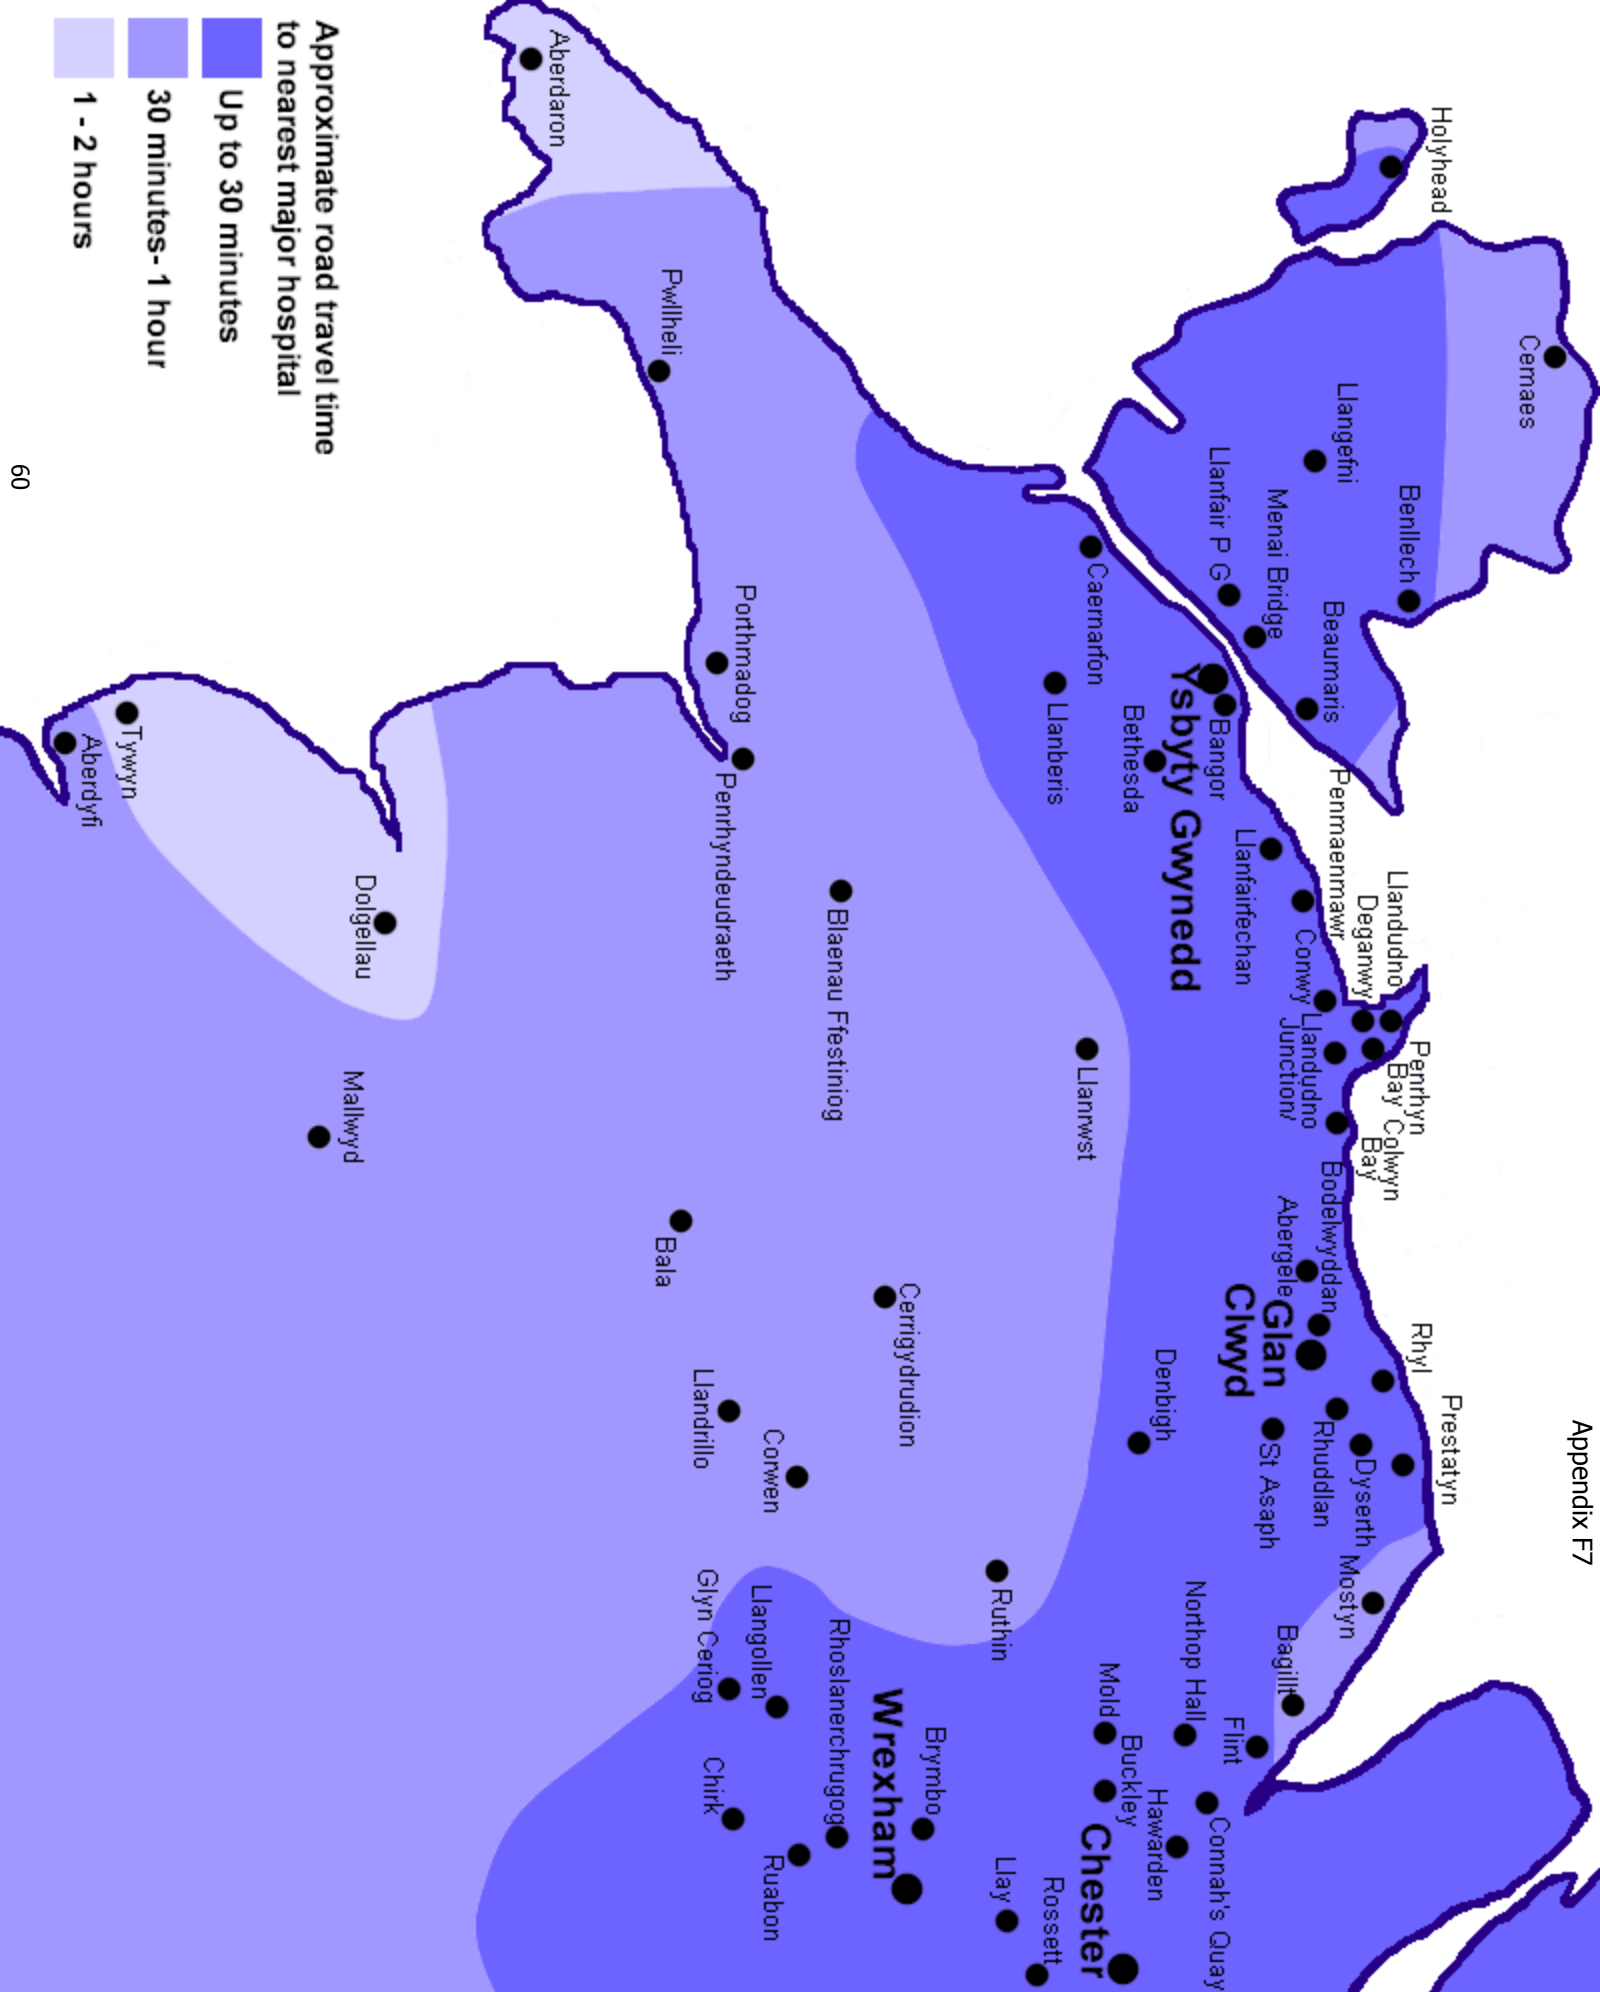 Appendix F7
Holyhead
Cemaes
Llangefni
Benllech
Llanfair P G
Menai Bridge
Beaumaris
Caernarfon
Llanberis
Ysbyty Gwynedd
Bangor
Bethesda
Llanfairfechan
Penmaenmawr
Conwy
Deganwy
Llandudno
Llandudno
Junction/
Penrhyn
Bay
Colwyn
Bay
Abergele
Bodelwyddan
Glan
Clwyd
Rhyl
Prestatyn
Rhuddlan
Dyserth
St Asaph
Denbigh
Mostyn
Bagillt
Flint
Northop Hall
Mold
Buckley
Hawarden
Connah's Quay
Chester
Rossett
Llay
Brymbo
Wrexham
Rhoslanerchrugog
Ruabon
Chirk
Llangollen
Glyn Ceriog
Ruthin
Llanrwst
Cerrigydrudion
Corwen
Llandrillo
Bala
Blaenau Ffestiniog
Penrhyndeudraeth
Porthmadog
Pwllheli
Aberdaron
Dolgellau
Mallwyd
Tywyn
Aberdyfi
Approximate road travel time
to nearest major hospital
Up to 30 minutes
30 minutes- 1 hour
1 - 2 hours
60